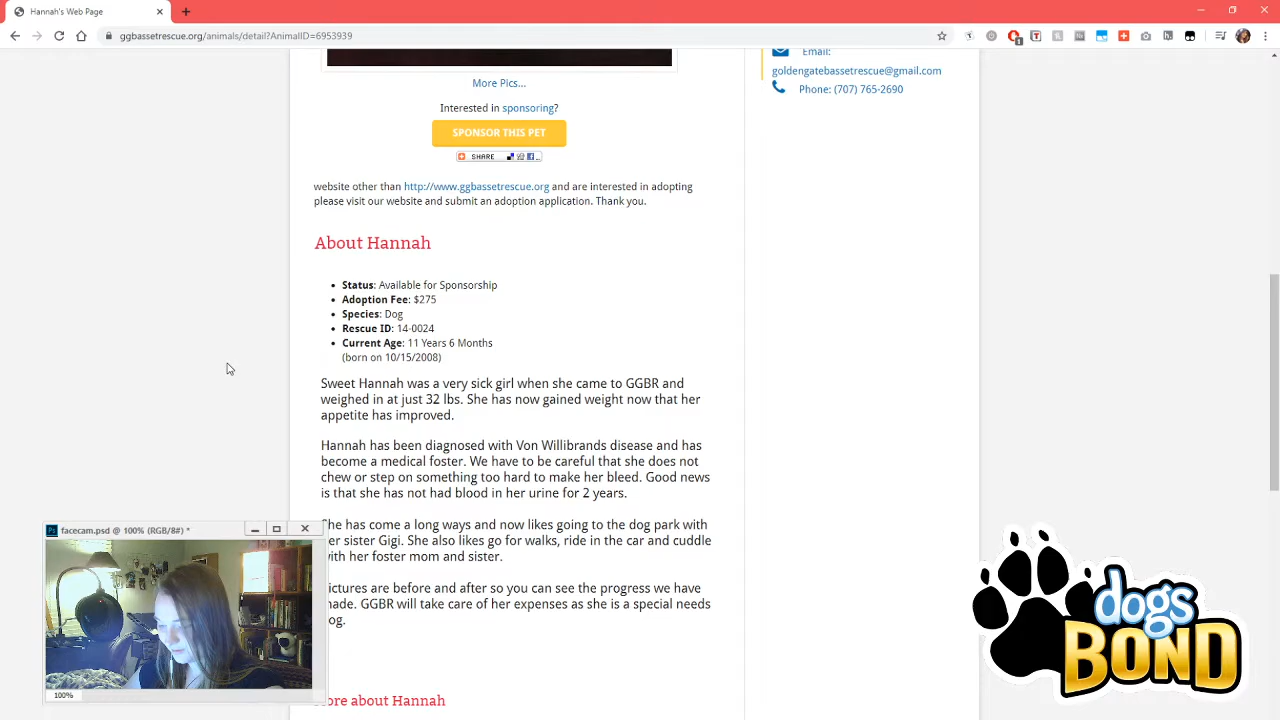 Hannah's Web Page
ggbassetrescue.org/animals/detail?AnimalID=6953939
More Pics...
Interested in sponsoring?
SPONSOR THIS PET
SHARE
website other than http://www.ggbassetrescue.org and are interested in adopting
please visit our website and submit an adoption application. Thank you.
About Hannah
Status: Available for Sponsorship
Adoption Fee: $275
Species: Dog
Rescue ID: 14-0024
Current Age: 11 Years 6 Months
(born on 10/15/2008)
Sweet Hannah was a very sick girl when she came to GGBR and
weighed in at just 32 lbs. She has now gained weight now that her
appetite has improved.
Hannah has been diagnosed with Von Willibrands disease and has
become a medical foster. We have to be careful that she does not
chew or step on something too hard to make her bleed. Good news
is that she has not had blood in her urine for 2 years.
She has come a long ways and now likes going to the dog park with
her sister Gigi. She also likes go for walks, ride in the car and cuddle
with her foster mom and sister.
ictures are before and after so you can see the progress we have
made. GGBR will take care of her expenses as she is a special needs
og.
More about Hannah
Email:
goldengatebassetrescue@gmail.com
Phone: (707) 765-2690
facecam.psd @ 100% (RGB/8#) *
100%
dogs
BOND